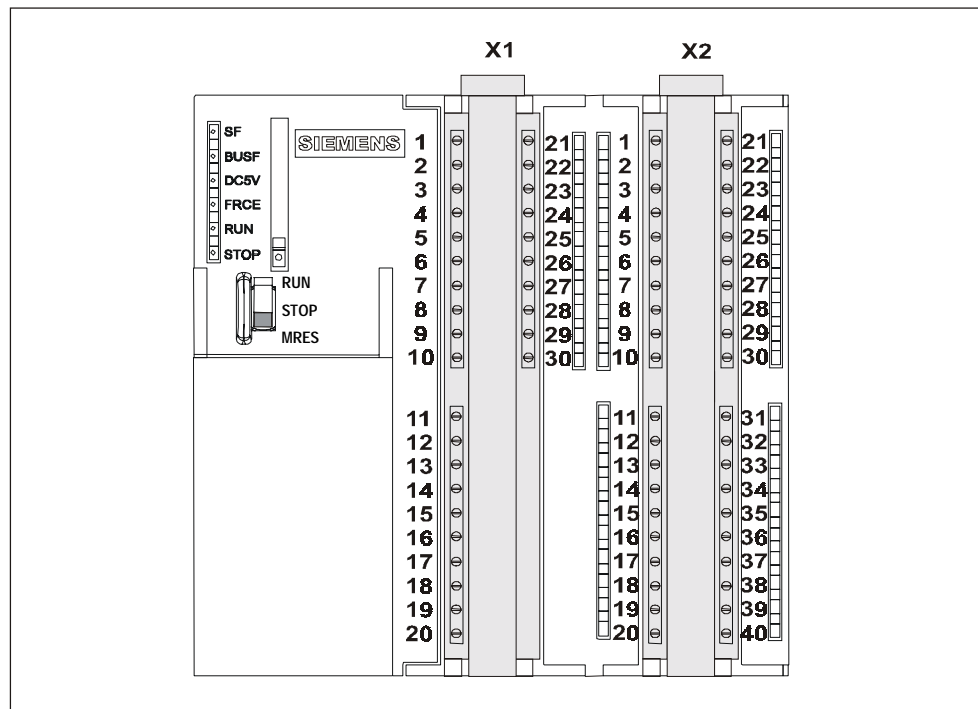 X1 X2
SF
BUSF
DC5V
FRCE
RUN
STOP
SIEMENS
RUN
STOP
MRES
1 21 1 21
2 22 2 22
3 23 3 23
4 24 4 24
5 25 5 25
6 26 6 26
7 27 7 27
8 28 8 28
9 29 9 29
10 30 10 30
11 11 31
12 12 32
13 13 33
14 14 34
15 15 35
16 16 36
17 17 37
18 18 38
19 19 39
20 20 40